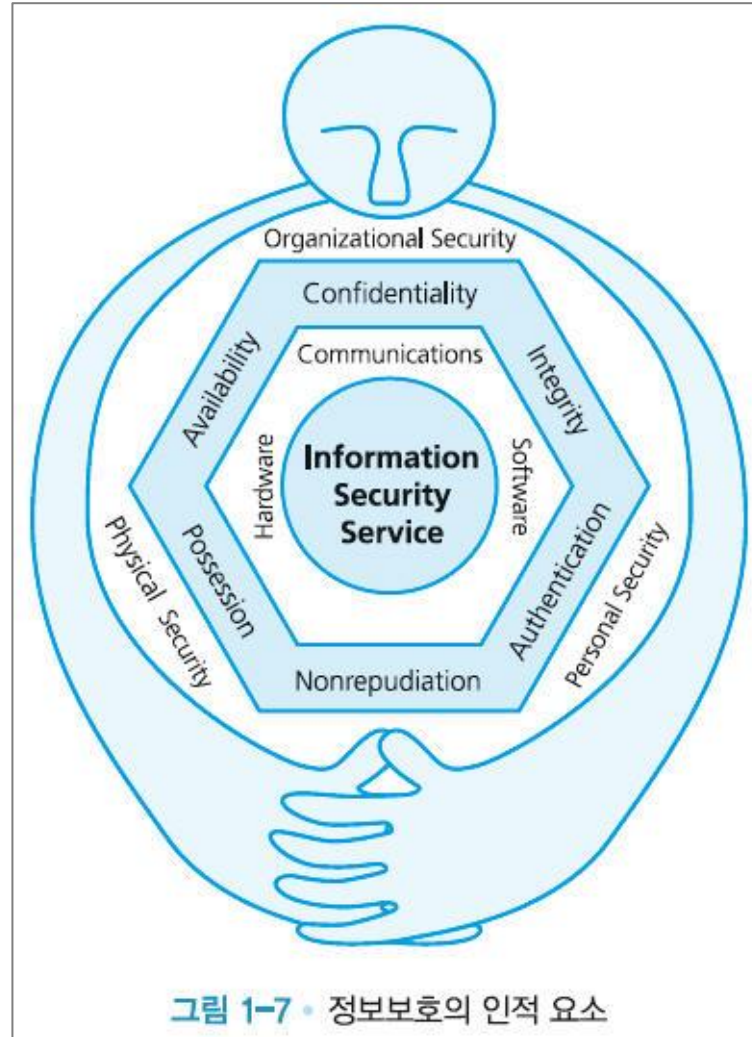 Organizational Security
Confidentiality
Availability
Communications
Integrity
Hardware
Information
Security
Service
Software
Physical Security
Possession
Authentication
Personal Security
Nonrepudiation
그림 1-7 • 정보보호의 인적 요소